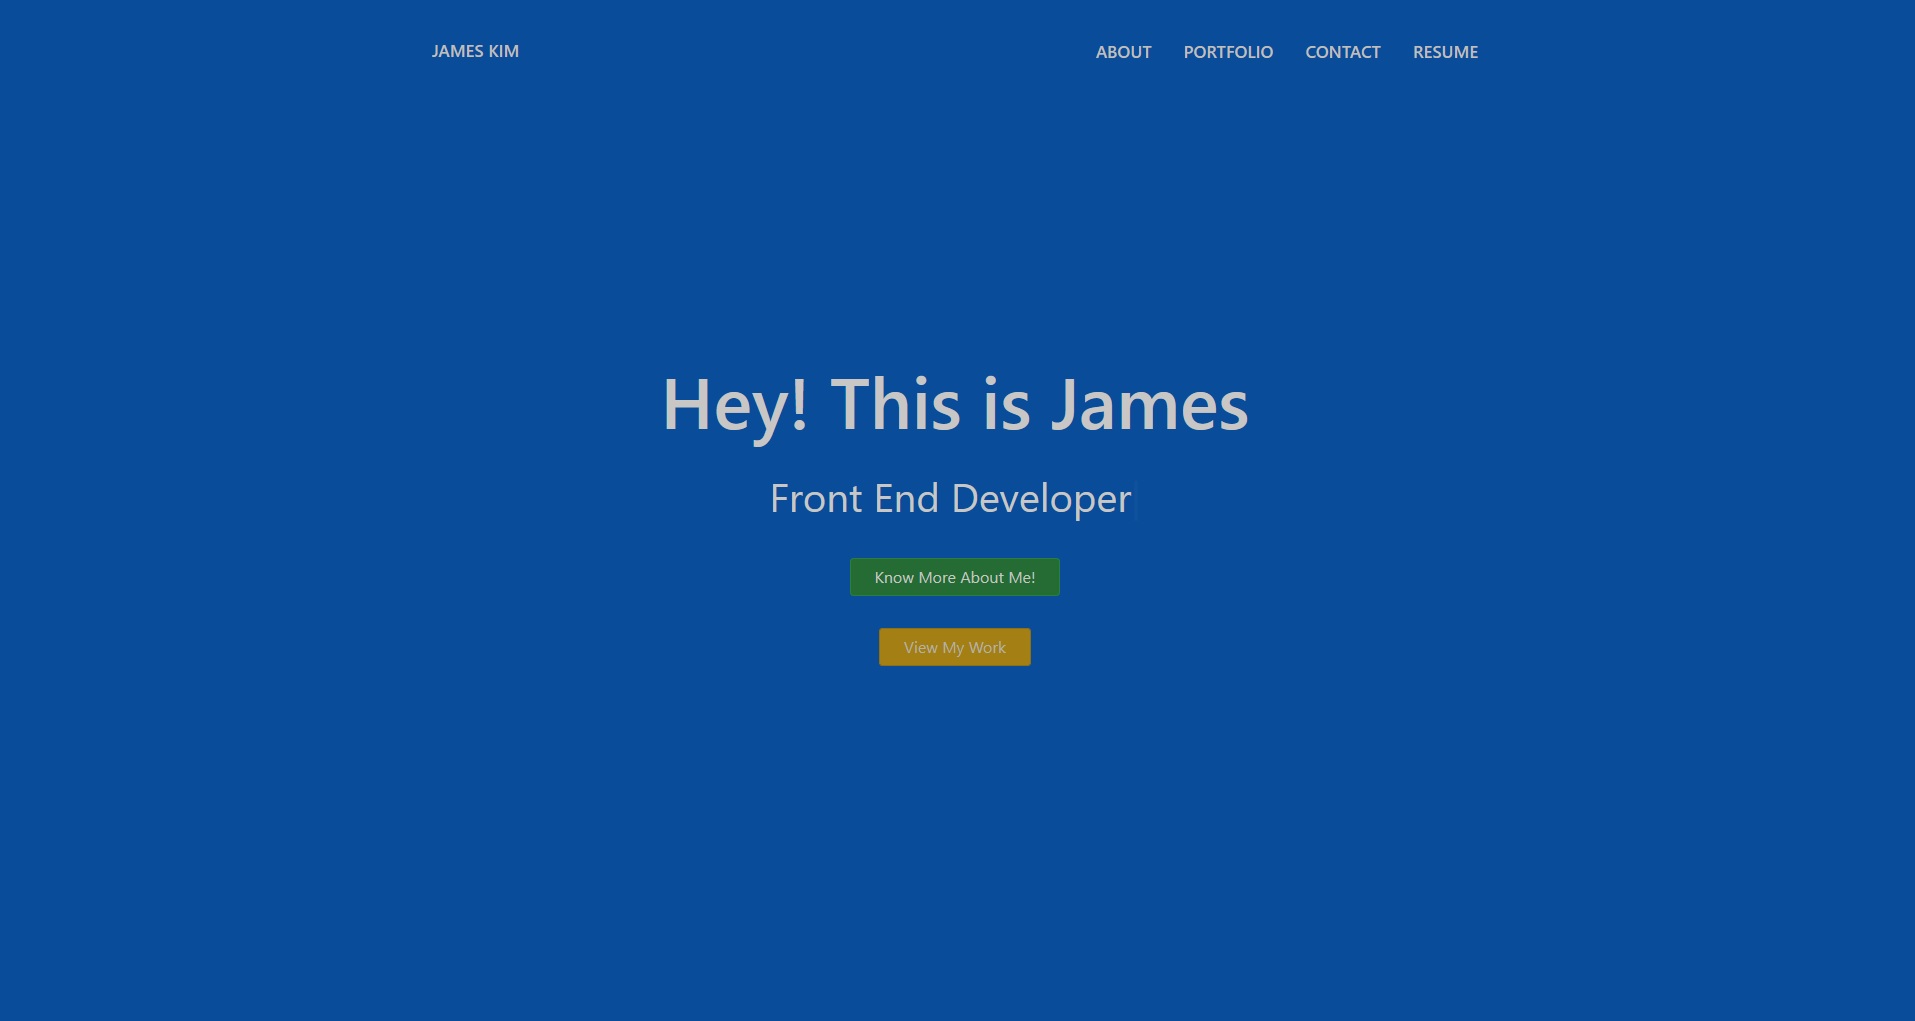 JAMES KIM
ABOUT PORTFOLIO CONTACT RESUME
Hey! This is James
Front End Developer
Know More About Me!
View My Work